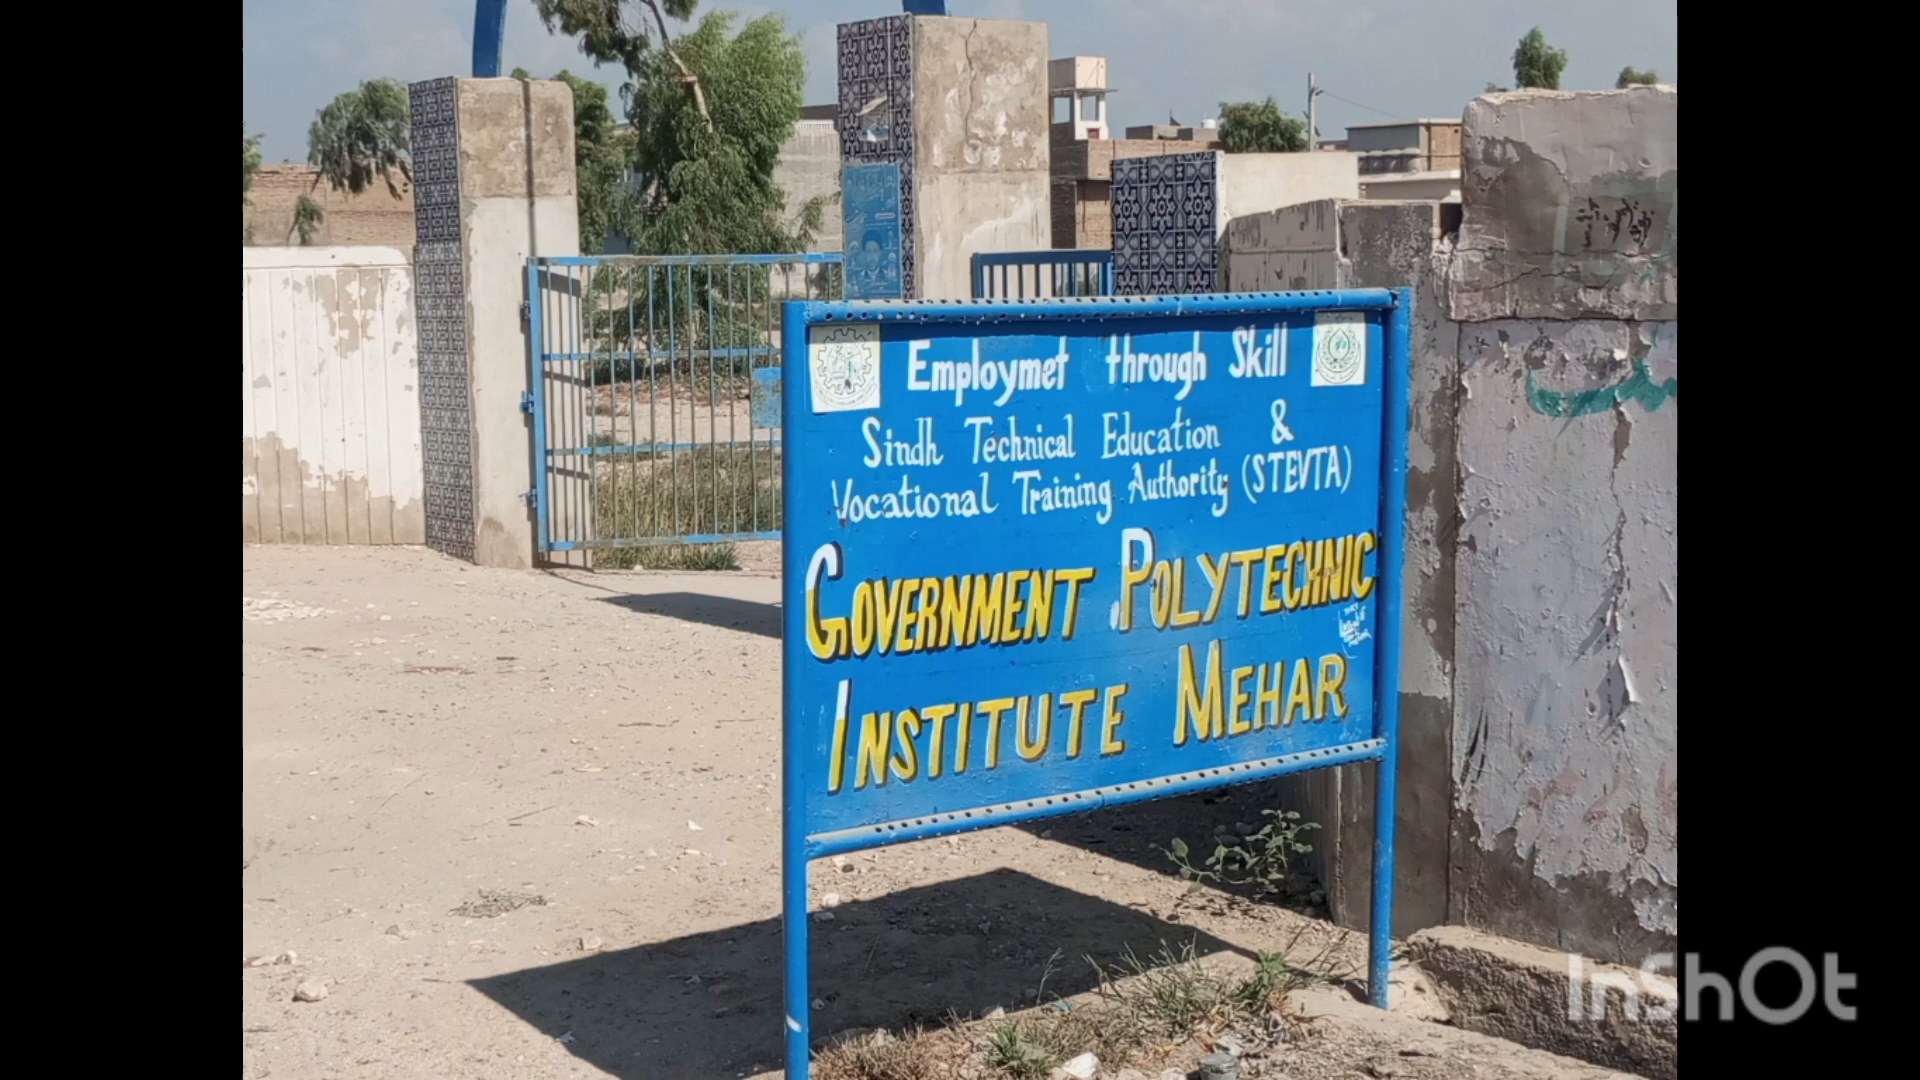 Employmet through Skill
Sindh Technical Education &
Vocational Training Authority (STEVTA)
GOVERNMENT POLYTECHNIC
INSTITUTE MEHAR
InShOt